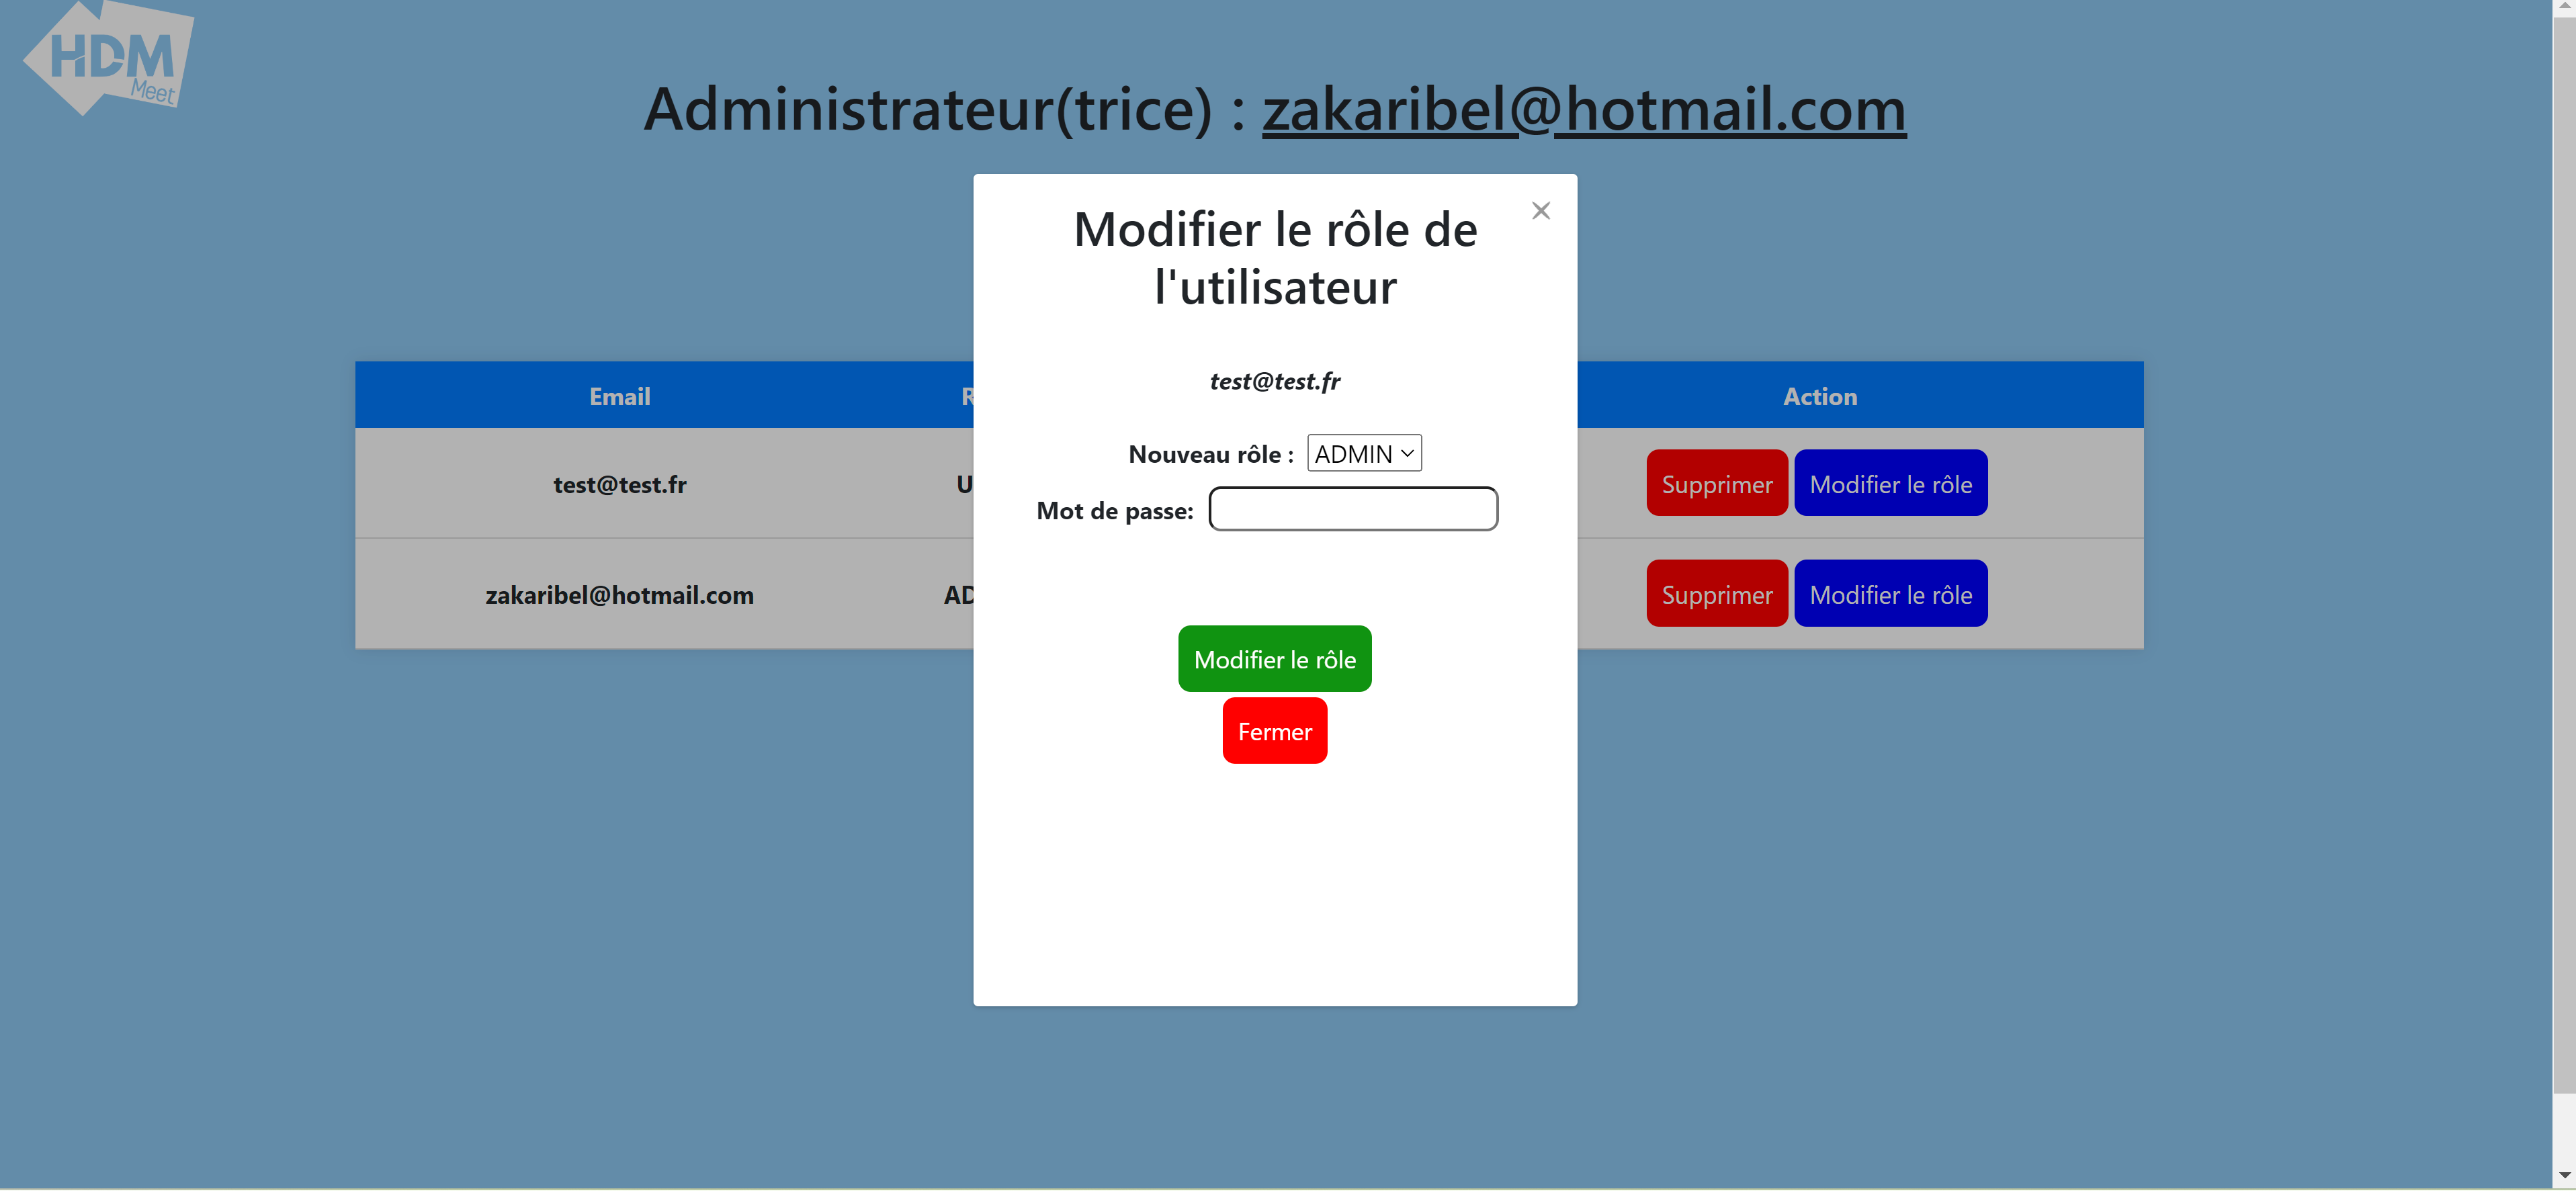 HDM
Meet
Administrateur(trice) : zakaribel@hotmail.com
×
Modifier le rôle de
l'utilisateur
test@test.fr
Nouveau rôle : ADMIN
Mot de passe:
Modifier le rôle
Fermer
Email R Action
test@test.fr U Supprimer Modifier le rôle
zakaribel@hotmail.com AD Supprimer Modifier le rôle